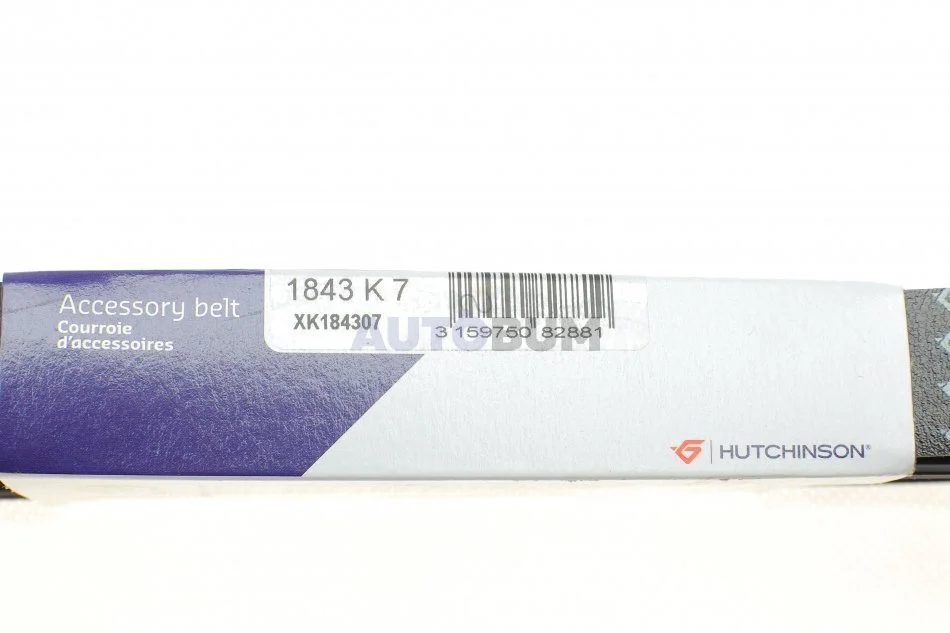 Accessory belt
Courroie
d'accessoires
1843 K 7
XK184307
3 159750 82881
AUTOBUM
HUTCHINSON®